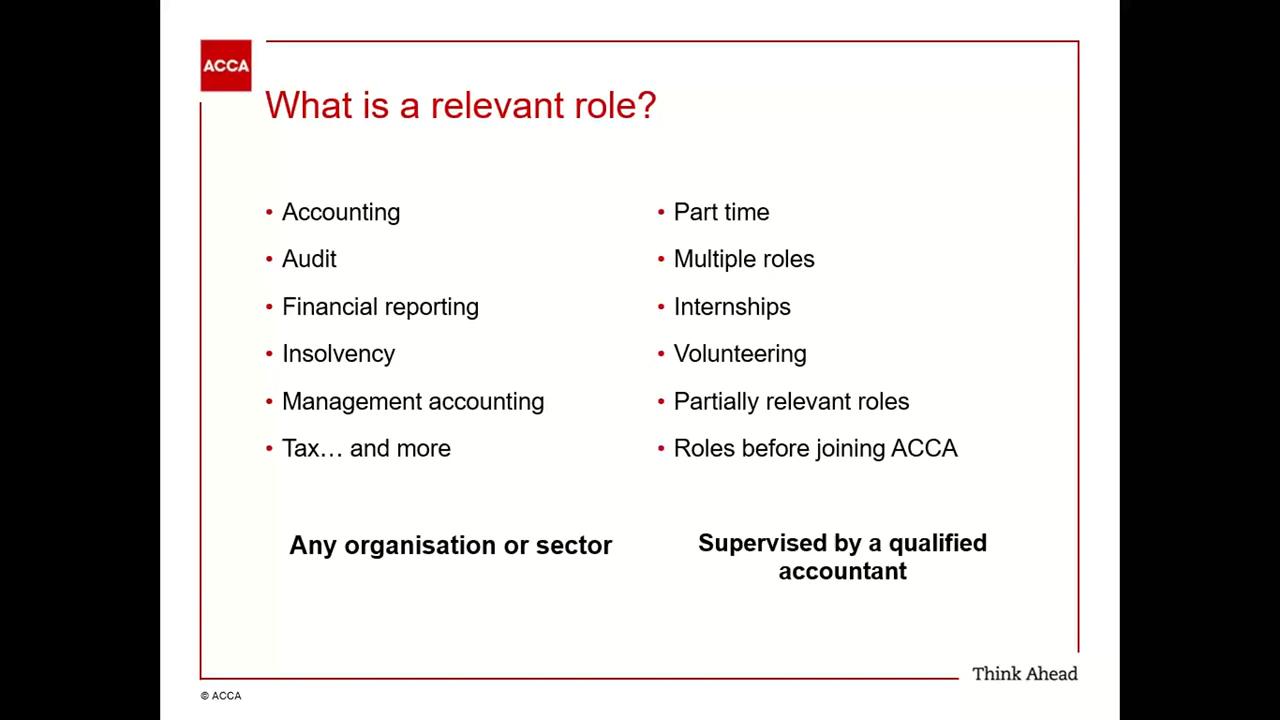 ACCA
What is a relevant role?
• Accounting
• Audit
• Financial reporting
• Insolvency
• Management accounting
• Tax… and more
Any organisation or sector
• Part time
• Multiple roles
• Internships
• Volunteering
• Partially relevant roles
• Roles before joining ACCA
Supervised by a qualified
accountant
Think Ahead
© ACCA